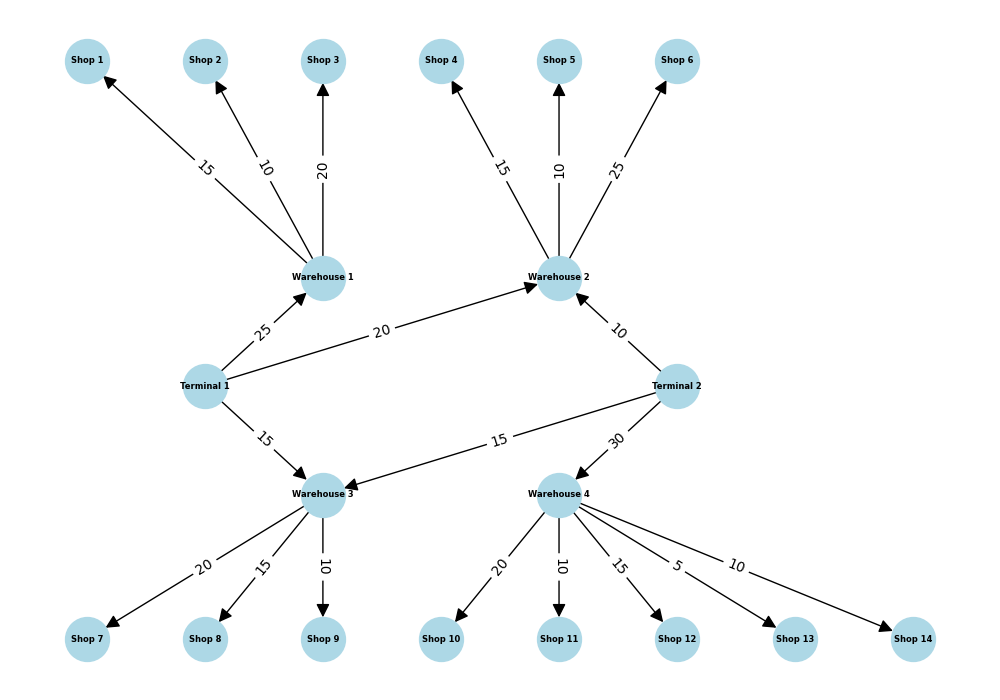 Shop 1
Shop 2
Shop 3
Shop 4
Shop 5
Shop 6
15
10
20
15
10
25
Warehouse 1
Warehouse 2
25
20
10
Terminal 1
Terminal 2
15
15
30
Warehouse 3
Warehouse 4
20
15
10
20
10
15
5
10
Shop 7
Shop 8
Shop 9
Shop 10
Shop 11
Shop 12
Shop 13
Shop 14